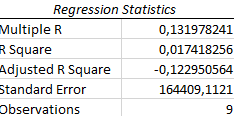 Regression Statistics
Multiple R 0,131978241
R Square 0,017418256
Adjusted R Square -0,122950564
Standard Error 164409,1121
Observations 9